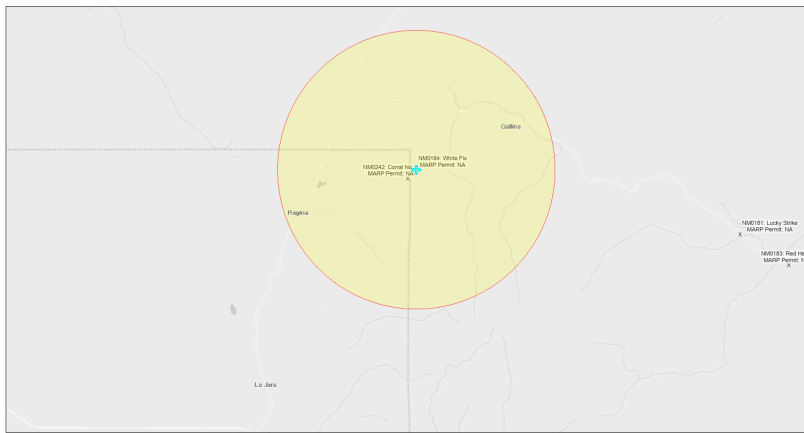 Gallina
NM0184: White Flo
MARP Permit: NA
NM0242: Corral No.
MARP Permit: NA
Regina
NM0181: Lucky Strike
MARP Permit: NA
NM0183: Red He
MARP Permit: N
La Jara